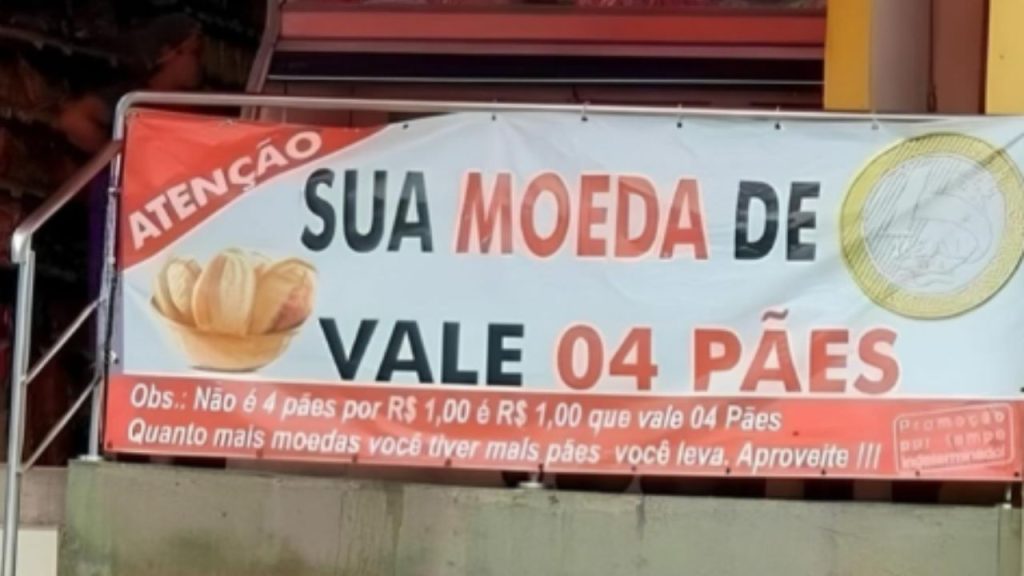 ATENÇÃO
SUA MOEDA DE
VALE 04 PÃES
Obs.: Não é 4 pães por R$ 1,00 é R$ 1,00 que vale 04 Pães
Quanto mais moedas você tiver mais pães você leva, Aproveite !!!
Promoção
por tempo
indeterminado!